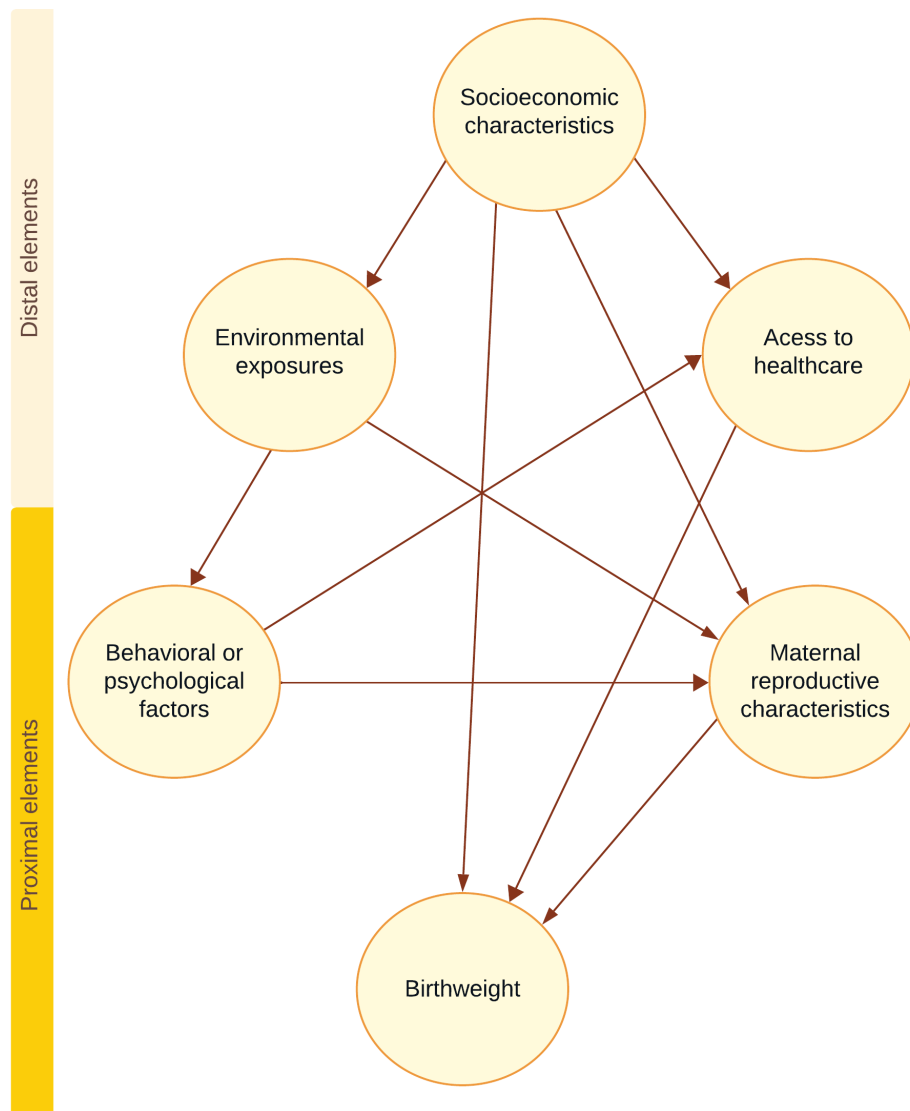 Distal elements
Proximal elements
Socioeconomic
characteristics
Environmental
exposures
Acess to
healthcare
Behavioral or
psychological
factors
Maternal
reproductive
characteristics
Birthweight